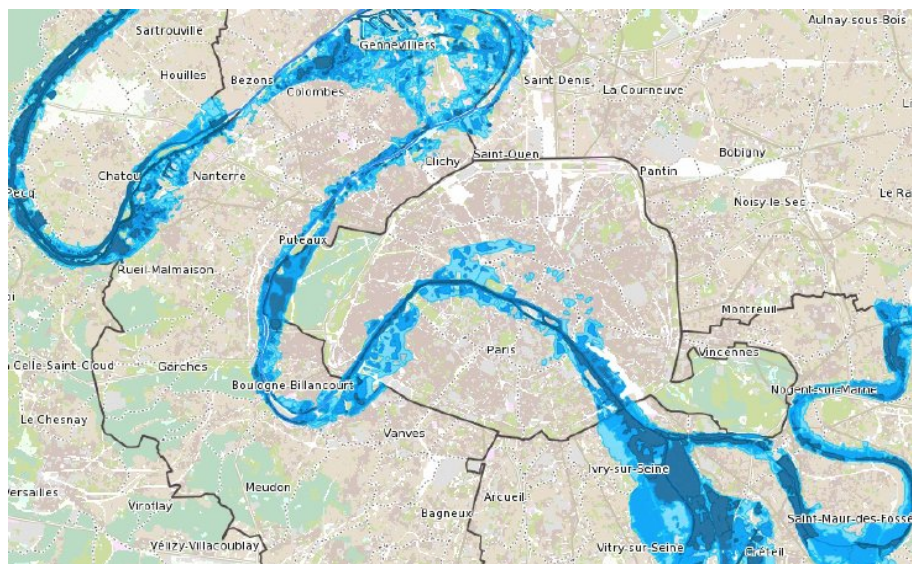 Aulnay-sous-Bois
Sartrouville
Gennevilliers
Houilles
Bezons
Saint-Denis
Colombes
La Courneuve
Saint-Ouen
Bobigny
Clichy
Pantin
Chatou
Nanterre
Pecq
Le Ra
Noisy-le-Sec
Puteaux
Rueil-Malmaison
Montreuil
Paris
Vincennes
Celle-Saint-Cloud
Garches
Boulogne-Billancourt
Nogent-sur-Marne
Le Chesnay
Vanves
Ivry-sur-Seine
Meudon
Versailles
Arcueil
Viroflay
Bagneux
Saint-Maur-des-Fosse
Vélizy-Villacoublay
Vitry-sur-Seine
Créteil